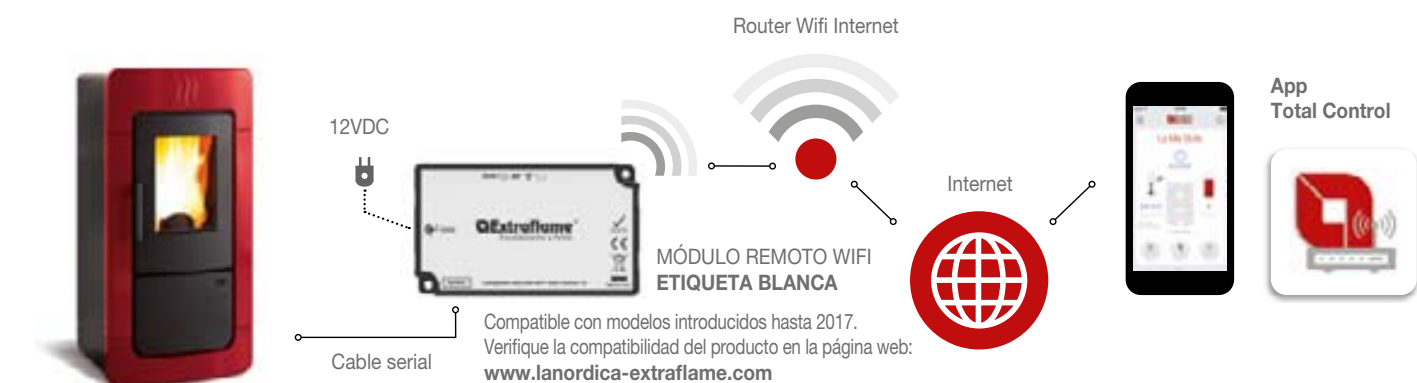 Router Wifi Internet
App
Total Control
12VDC
Internet
Extraflame
MÓDULO REMOTO WIFI
ETIQUETA BLANCA
Compatible con modelos introducidos hasta 2017.
Verifique la compatibilidad del producto en la página web:
www.lanordica-extraflame.com
Cable serial